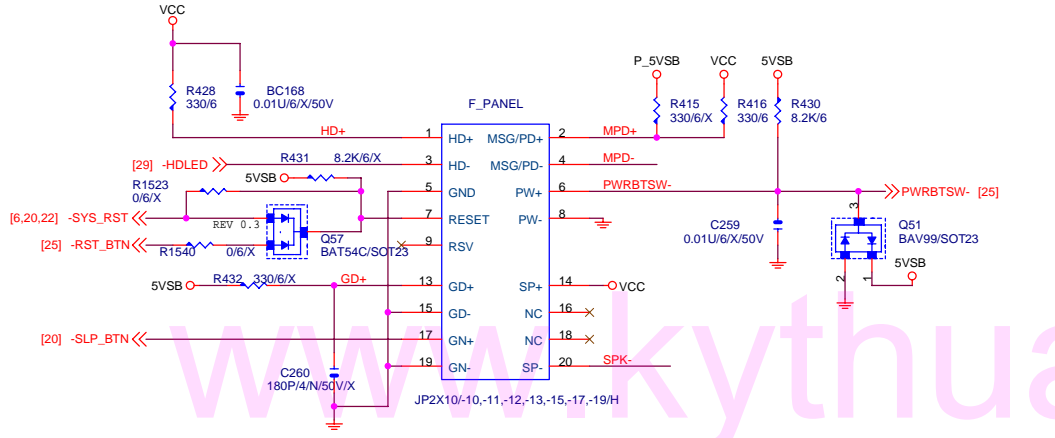 VCC
R428
330/6
BC168
0.01U/6/X/50V
HD+
[29] -HDLED
R431 8.2K/6/X
5VSB
R1523
0/6/X
[6,20,22] -SYS_RST
REV 0.3
Q57
BAT54C/SOT23
[25] -RST_BTN
R1540 0/6/X
5VSB
R432 330/6/X
GD+
[20] -SLP_BTN
C260
180P/4/N/50V/X
F_PANEL
1 HD+ MSG/PD+ 2
3 HD- MSG/PD- 4
5 GND PW+ 6
7 RESET PW- 8
9 RSV
13 GD+ SP+ 14
15 GD- NC 16
17 GN+ NC 18
19 GN- SP- 20
JP2X10/-10,-11,-12,-13,-15,-17,-19/H
P_5VSB VCC 5VSB
R415
330/6/X
R416
330/6
R430
8.2K/6
MPD+
MPD-
PWRBTSW-
PWRBTSW- [25]
C259
0.01U/6/X/50V
3
Q51
BAV99/SOT23
2
1
5VSB
VCC
SPK-
www.kythua